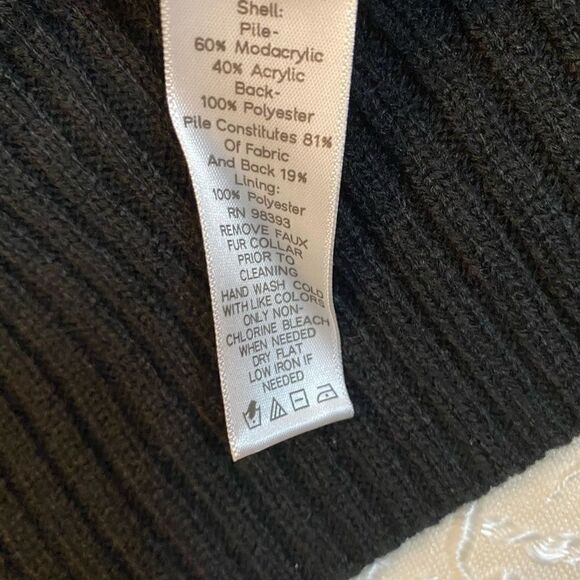 Shell:
Pile-
60% Modacrylic
40% Acrylic
Back-
100% Polyester
Pile Constitutes 81%
Of Fabric
And Back 19%
Lining:
100% Polyester
RN 98393
REMOVE FAUX
FUR COLLAR
PRIOR TO
CLEANING
HAND WASH COLD
WITH LIKE COLORS
ONLY NON-
CHLORINE BLEACH
WHEN NEEDED
DRY FLAT
LOW IRON IF
NEEDED